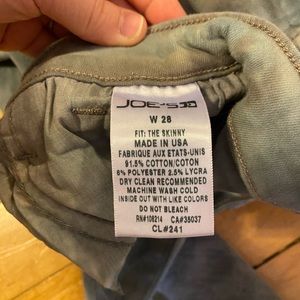 JOE'S
W 28
FIT: THE SKINNY
MADE IN USA
FABRIQUE AUX ETATS-UNIS
91.5% COTTON/COTON
6% POLYESTER 2.5% LYCRA
DRY CLEAN RECOMMENDED
MACHINE WASH COLD
INSIDE OUT WITH LIKE COLORS
DO NOT BLEACH
RN#108214 CA#35037
CL#241